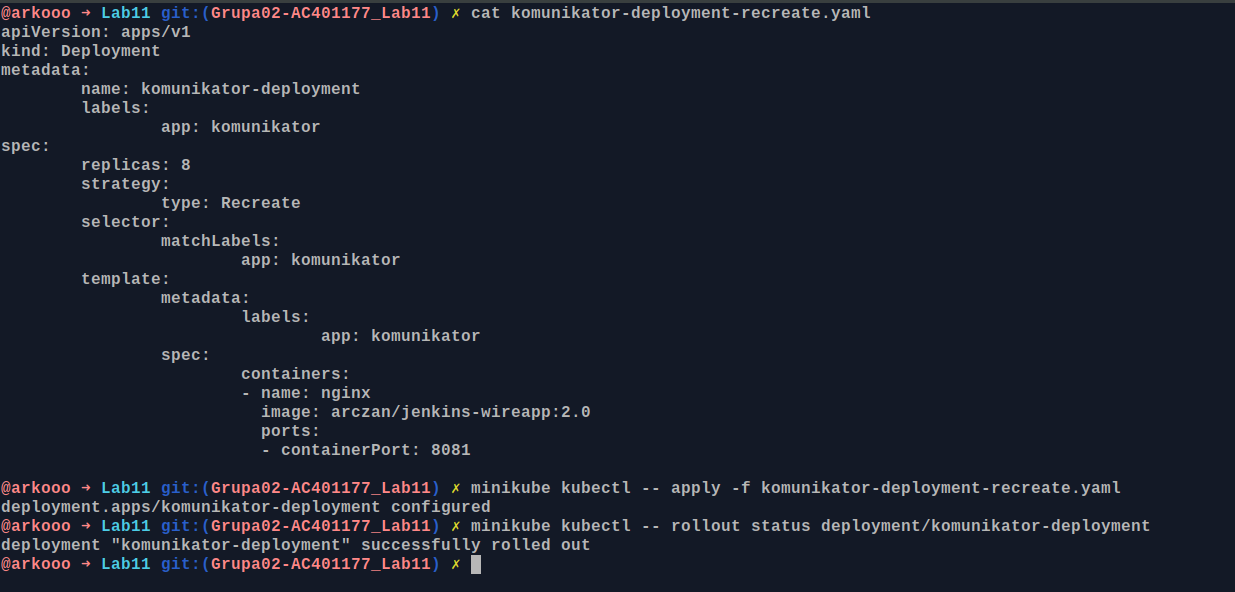 @arkooo → Lab11 git:(Grupa02-AC401177_Lab11) ✗ cat komunikator-deployment-recreate.yaml
apiVersion: apps/v1
kind: Deployment
metadata:
        name: komunikator-deployment
        labels:
                app: komunikator
spec:
        replicas: 8
        strategy:
                type: Recreate
        selector:
                matchLabels:
                        app: komunikator
        template:
                metadata:
                        labels:
                                app: komunikator
                spec:
                        containers:
                        - name: nginx
                          image: arczan/jenkins-wireapp:2.0
                          ports:
                          - containerPort: 8081

@arkooo → Lab11 git:(Grupa02-AC401177_Lab11) ✗ minikube kubectl -- apply -f komunikator-deployment-recreate.yaml
deployment.apps/komunikator-deployment configured
@arkooo → Lab11 git:(Grupa02-AC401177_Lab11) ✗ minikube kubectl -- rollout status deployment/komunikator-deployment
deployment "komunikator-deployment" successfully rolled out
@arkooo → Lab11 git:(Grupa02-AC401177_Lab11) ✗